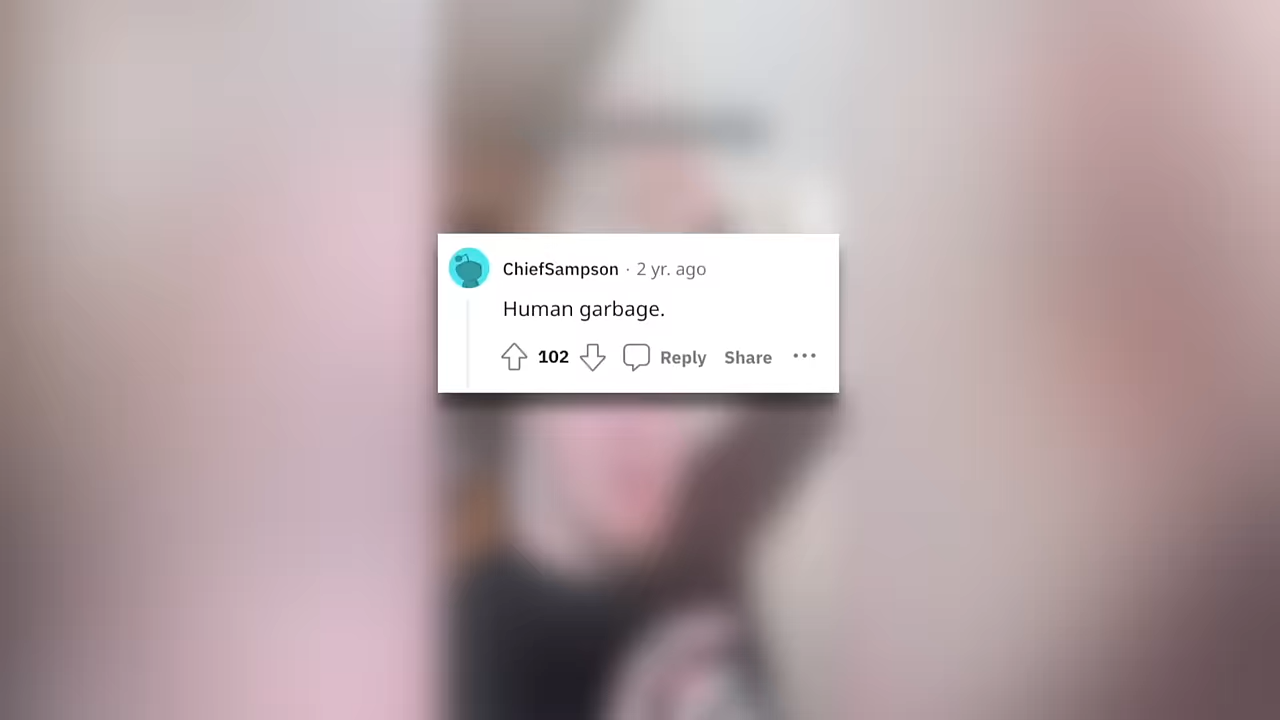 ChiefSampson · 2 yr. ago
Human garbage.
102 Reply Share ···